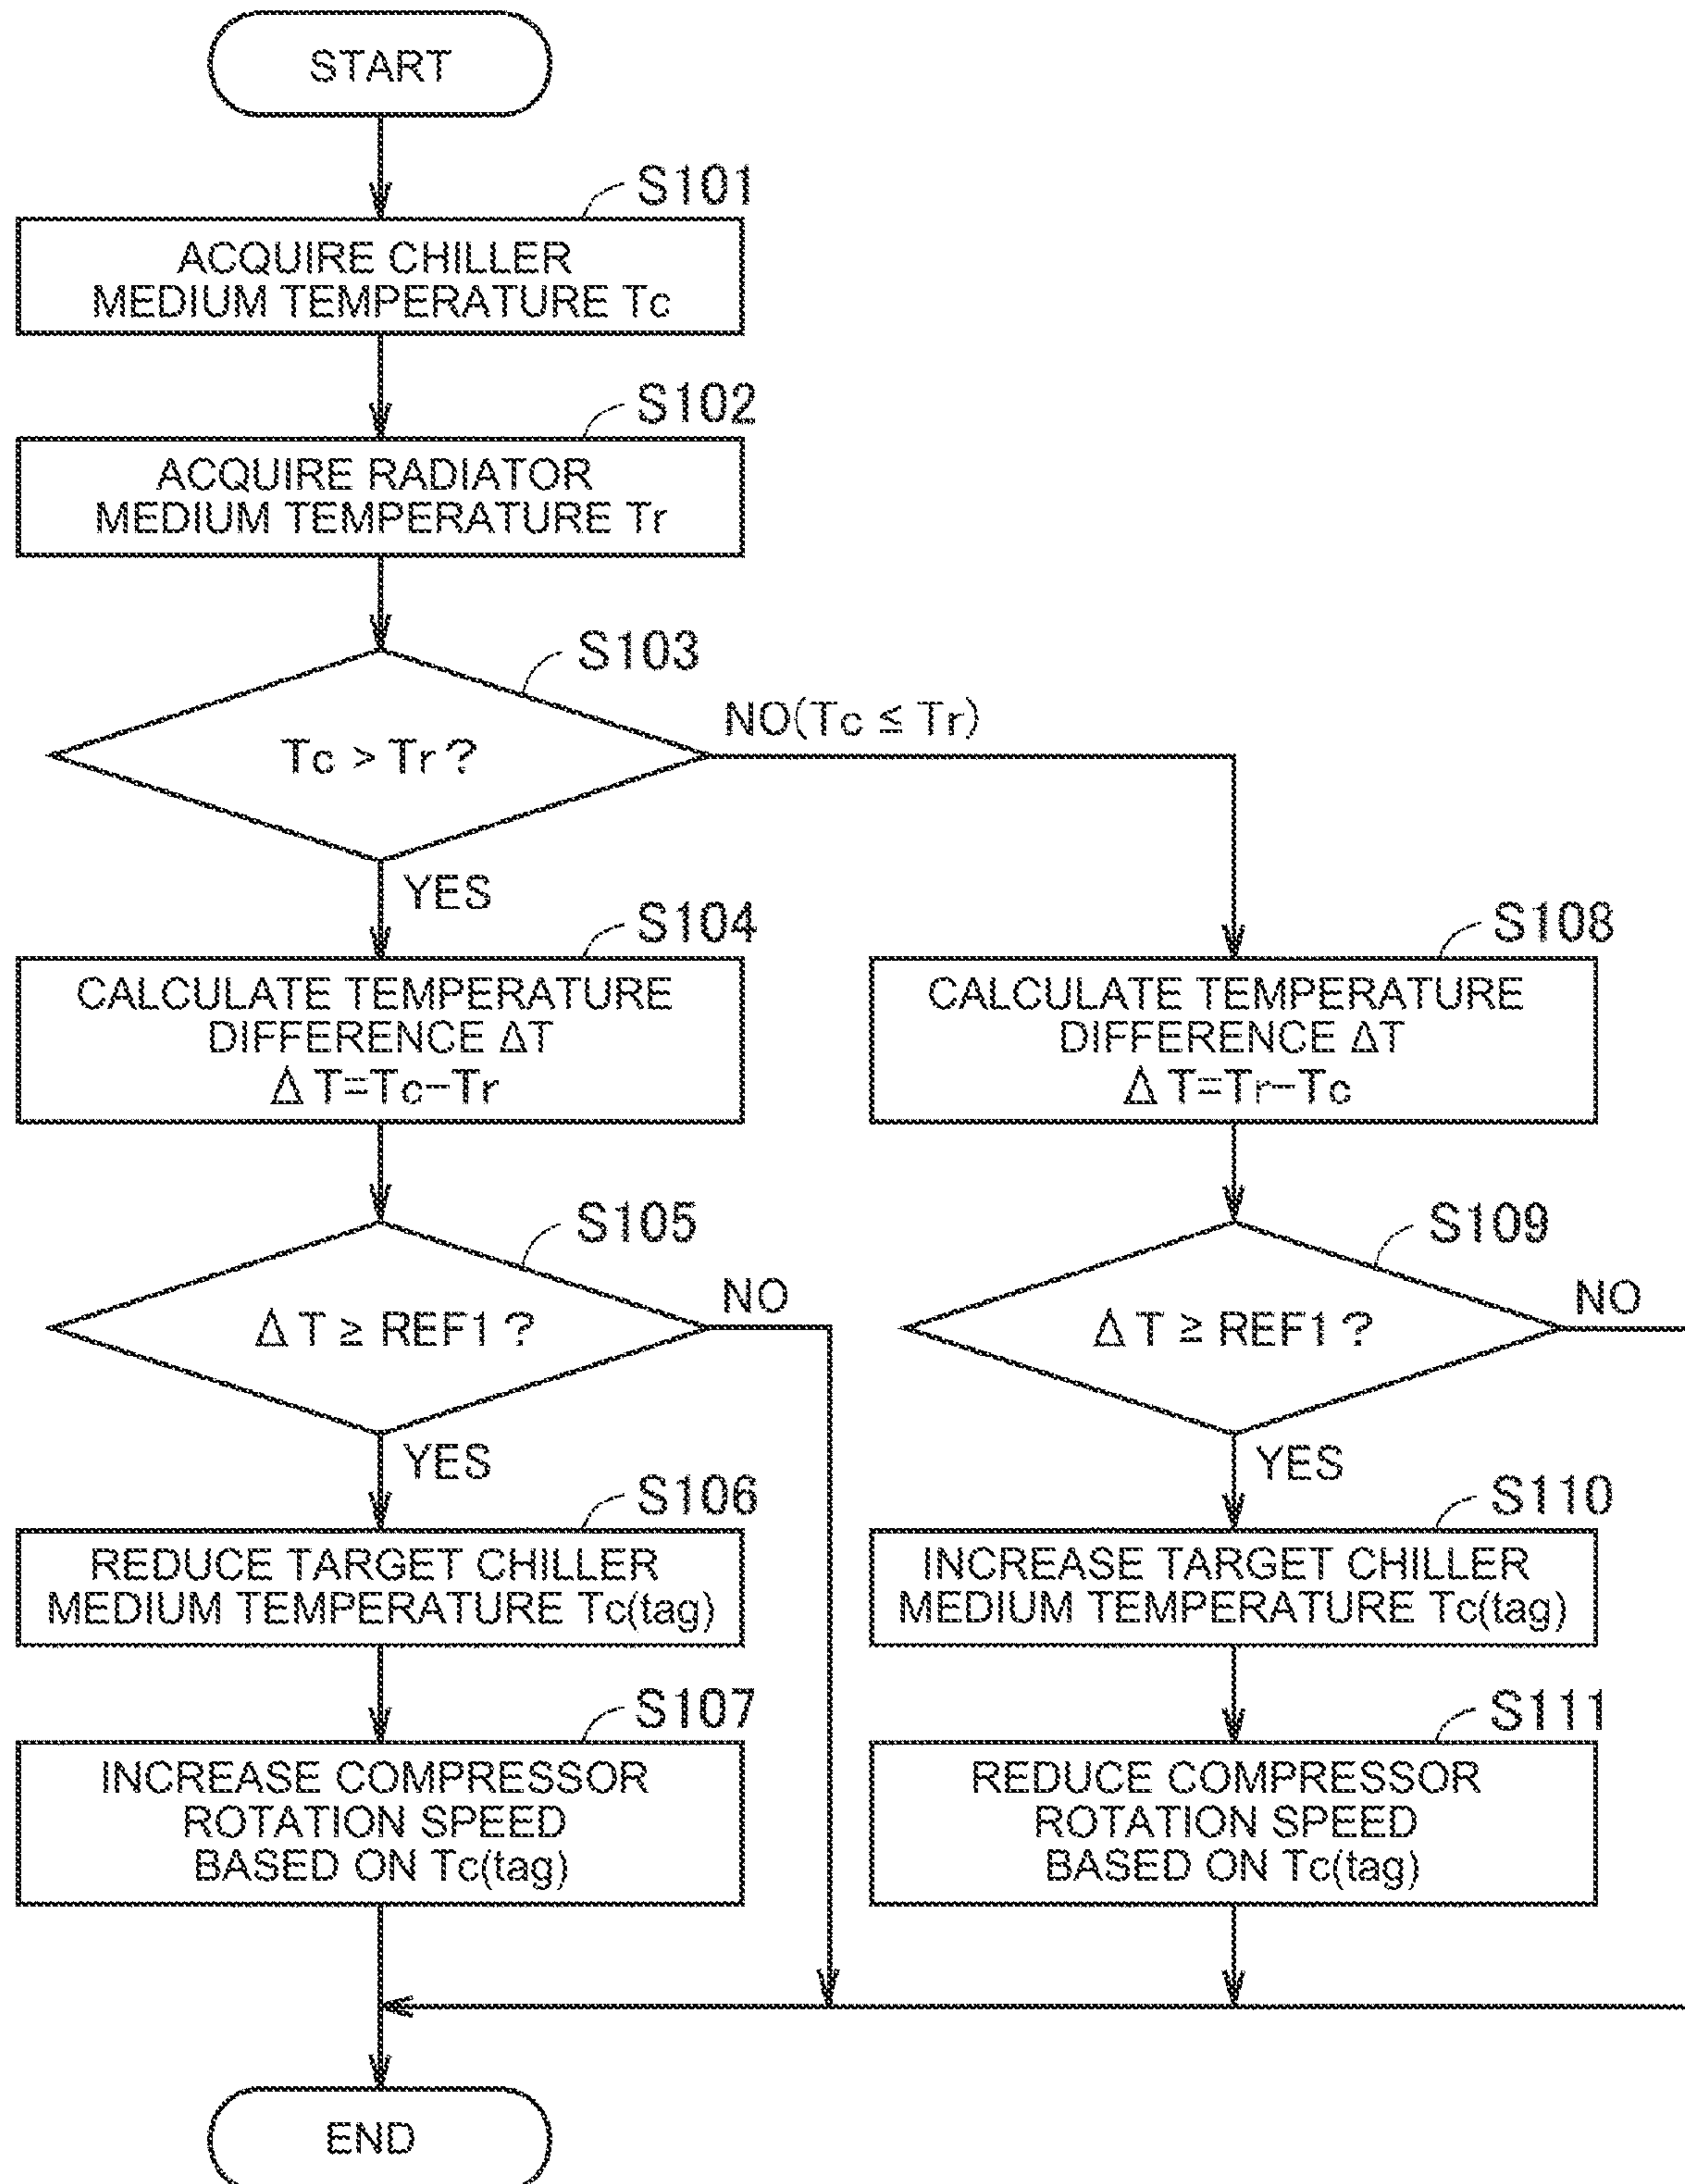 START
S101
ACQUIRE CHILLER
MEDIUM TEMPERATURE Tc
S102
ACQUIRE RADIATOR
MEDIUM TEMPERATURE Tr
S103
Tc > Tr ?
NO(Tc ≤ Tr)
YES
S104
CALCULATE TEMPERATURE
DIFFERENCE ΔT
Δ T=Tc−Tr
S108
CALCULATE TEMPERATURE
DIFFERENCE ΔT
Δ T=Tr−Tc
S105
Δ T ≥ REF1 ?
NO
YES
S109
Δ T ≥ REF1 ?
NO
YES
S106
REDUCE TARGET CHILLER
MEDIUM TEMPERATURE Tc(tag)
S110
INCREASE TARGET CHILLER
MEDIUM TEMPERATURE Tc(tag)
S107
INCREASE COMPRESSOR
ROTATION SPEED
BASED ON Tc(tag)
S111
REDUCE COMPRESSOR
ROTATION SPEED
BASED ON Tc(tag)
END